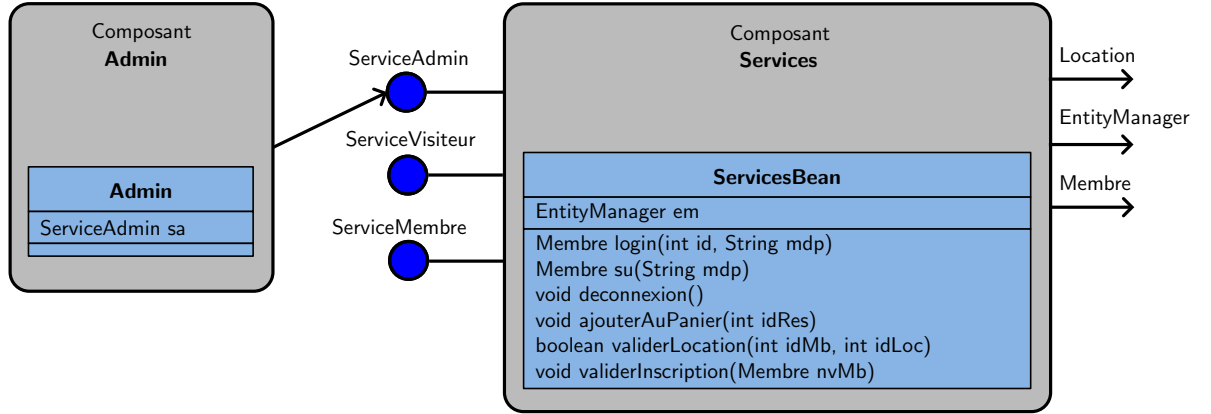 Composant
Admin
Admin
ServiceAdmin sa
ServiceAdmin
ServiceVisiteur
ServiceMembre
Composant
Services
ServicesBean
EntityManager em
Membre login(int id, String mdp)
Membre su(String mdp)
void deconnexion()
void ajouterAuPanier(int idRes)
boolean validerLocation(int idMb, int idLoc)
void validerInscription(Membre nvMb)
Location
EntityManager
Membre